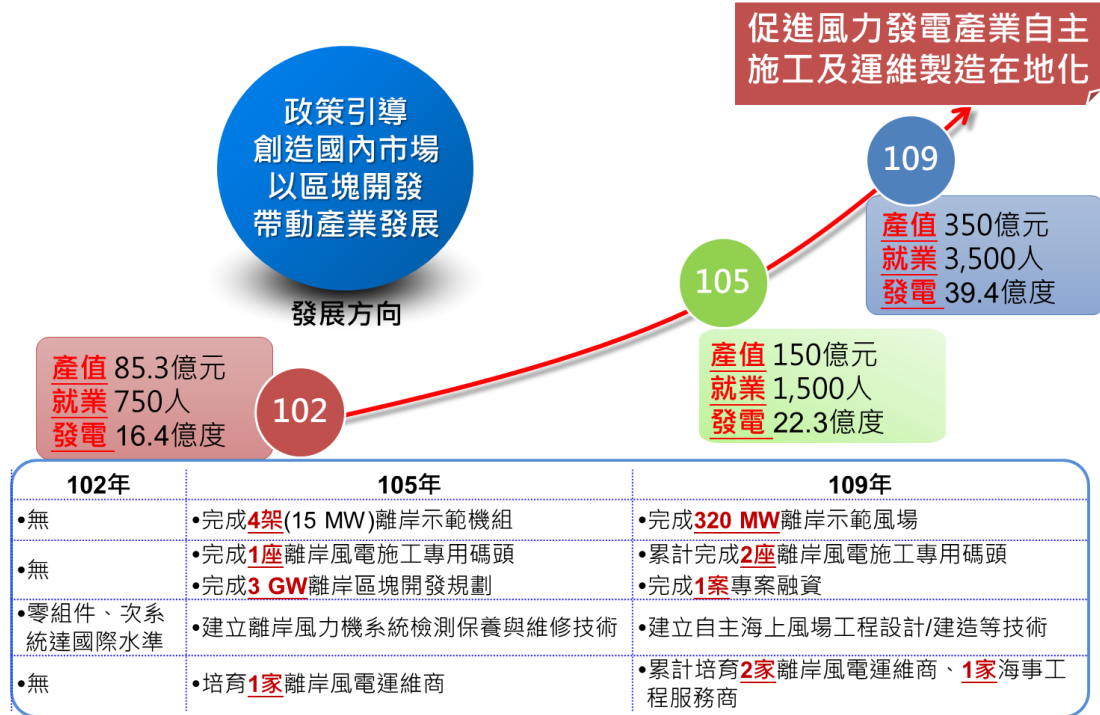 促進風力發電產業自主
施工及運維製造在地化
政策引導
創造國內市場
以區塊開發
帶動產業發展
發展方向
109
產值 350億元
就業 3,500人
發電 39.4億度
105
產值 150億元
就業 1,500人
發電 22.3億度
102
產值 85.3億元
就業 750人
發電 16.4億度
102年
105年
109年
•無
•完成4架(15 MW)離岸示範機組
•完成320 MW離岸示範風場
•無
•完成1座離岸風電施工專用碼頭
•完成3 GW離岸區塊開發規劃
•累計完成2座離岸風電施工專用碼頭
•完成1案專案融資
•零組件、次系
統達國際水準
•建立離岸風力機系統檢測保養與維修技術
•建立自主海上風場工程設計/建造等技術
•無
•培育1家離岸風電運維商
•累計培育2家離岸風電運維商、1家海事工
程服務商